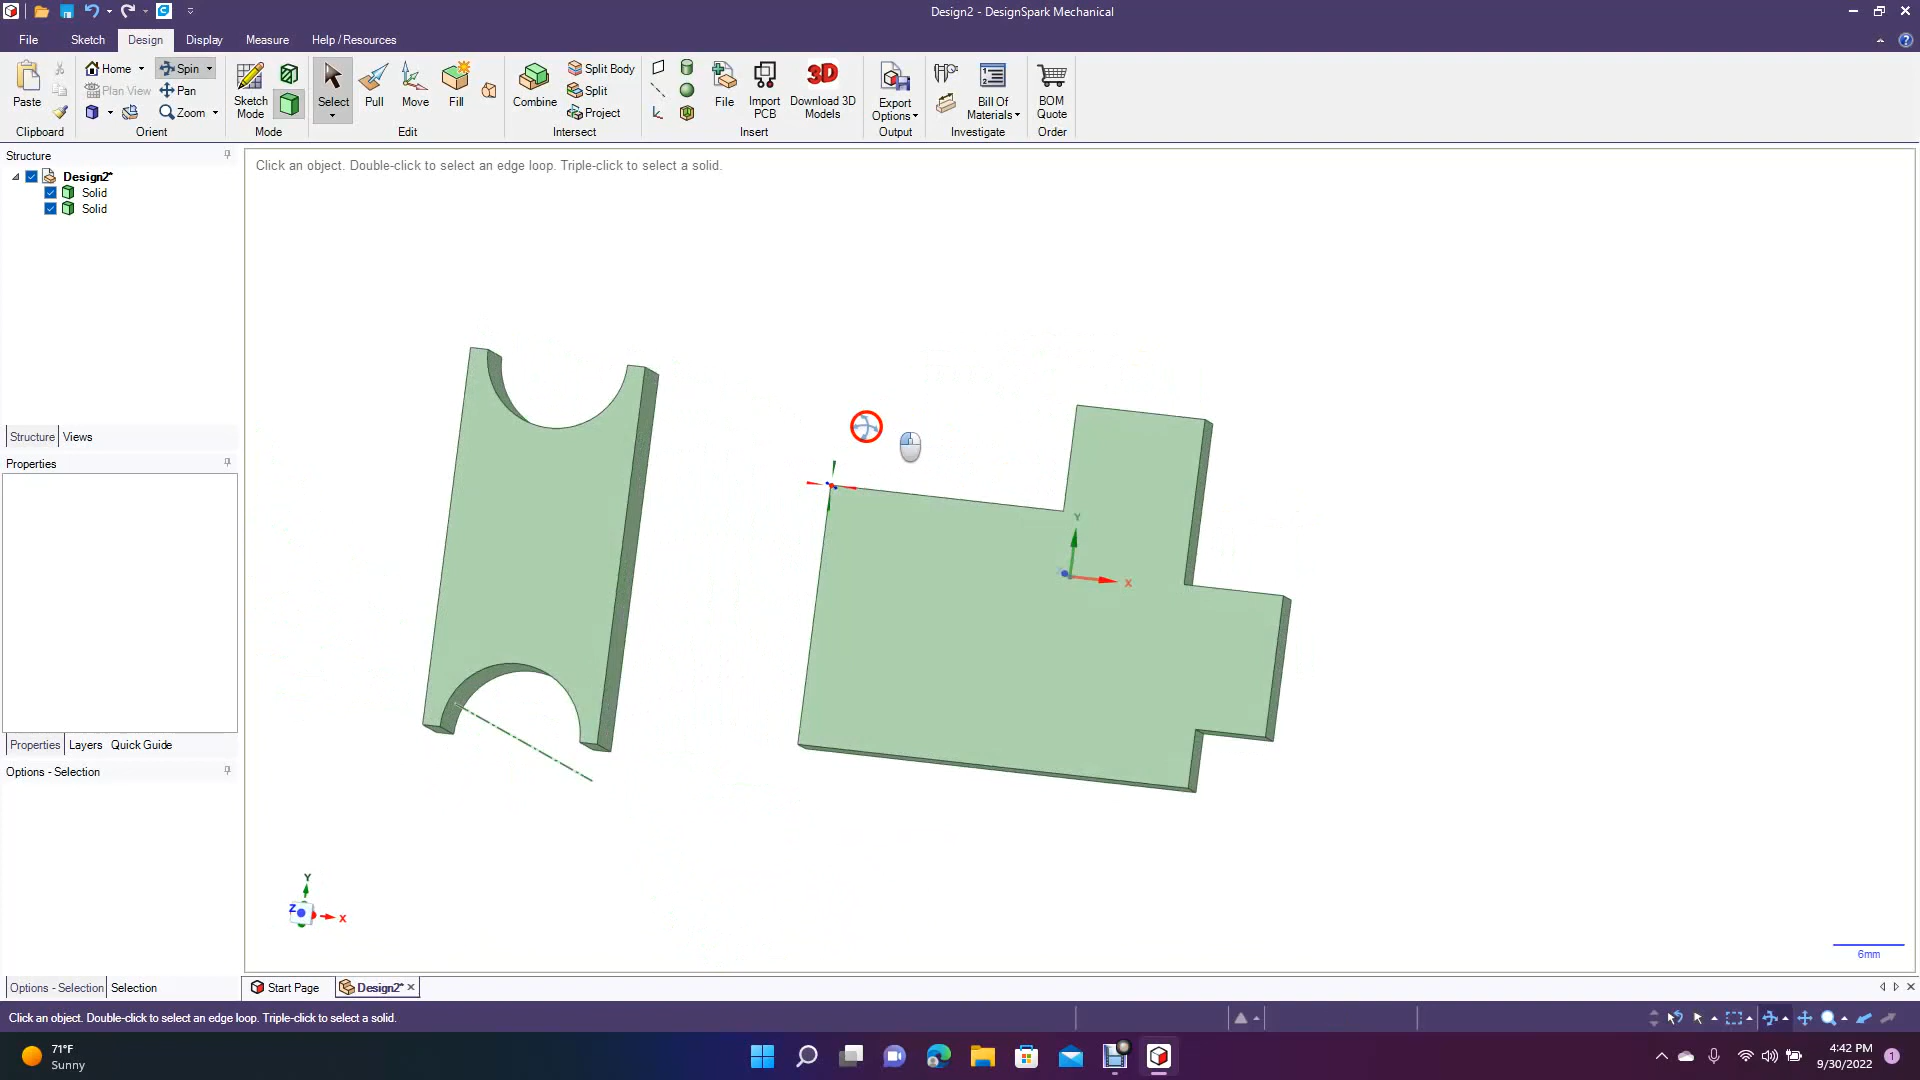 Design2 - DesignSpark Mechanical
File Sketch Design Display Measure Help / Resources
Paste
Clipboard
Home Spin
Plan View Pan
Zoom
Orient
Sketch Mode
Mode
Select Pull Move Fill
Edit
Combine
Split Body
Split
Project
Intersect
File
Import PCB
3D
Download 3D Models
Insert
Export Options
Output
Bill Of Materials
Investigate
BOM Quote
Order
Structure
Click an object. Double-click to select an edge loop. Triple-click to select a solid.
Design2*
Solid
Solid
Structure Views
Properties
Y
X
Properties Layers Quick Guide
Options - Selection
Y
Z
X
6mm
Options - Selection Selection
Start Page Design2*
Click an object. Double-click to select an edge loop. Triple-click to select a solid.
71°F
Sunny
4:42 PM
9/30/2022
1